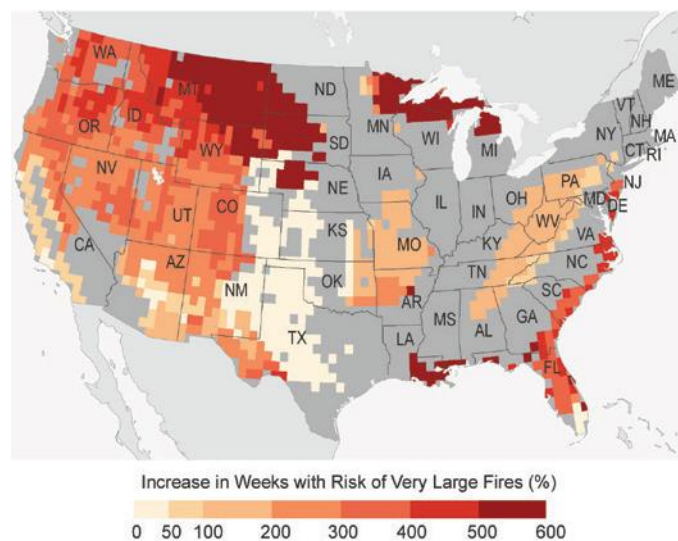 WA
ME
MT
ND
VT
NH
OR
ID
MN
NY
MA
SD
WI
CT
RI
WY
MI
IA
PA
NJ
NV
NE
OH
MD
DE
IL
IN
WV
UT
CO
VA
CA
KS
MO
KY
NC
AZ
OK
TN
NM
AR
SC
MS
AL
GA
TX
LA
FL
Increase in Weeks with Risk of Very Large Fires (%)
0 50 100 200 300 400 500 600